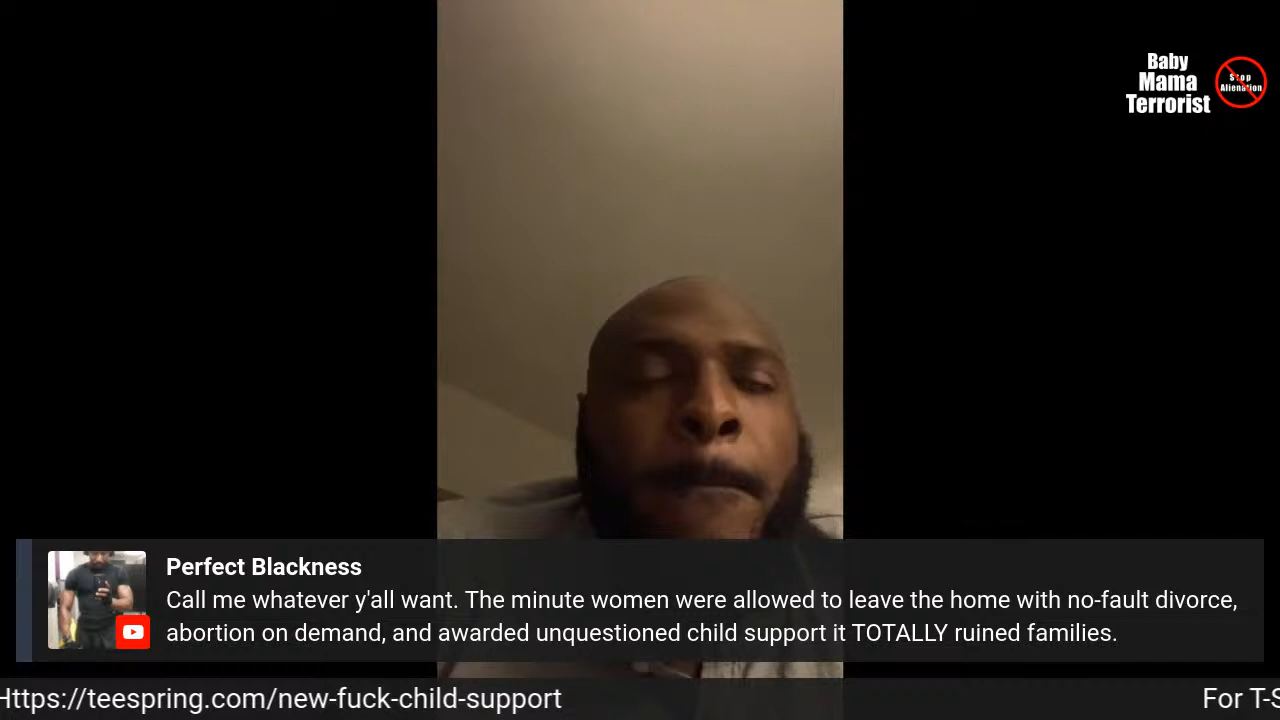 Baby
Mama
Terrorist
Stop
Alienation
Perfect Blackness
Call me whatever y'all want. The minute women were allowed to leave the home with no-fault divorce,
abortion on demand, and awarded unquestioned child support it TOTALLY ruined families.
Https://teespring.com/new-fuck-child-support
For T-S